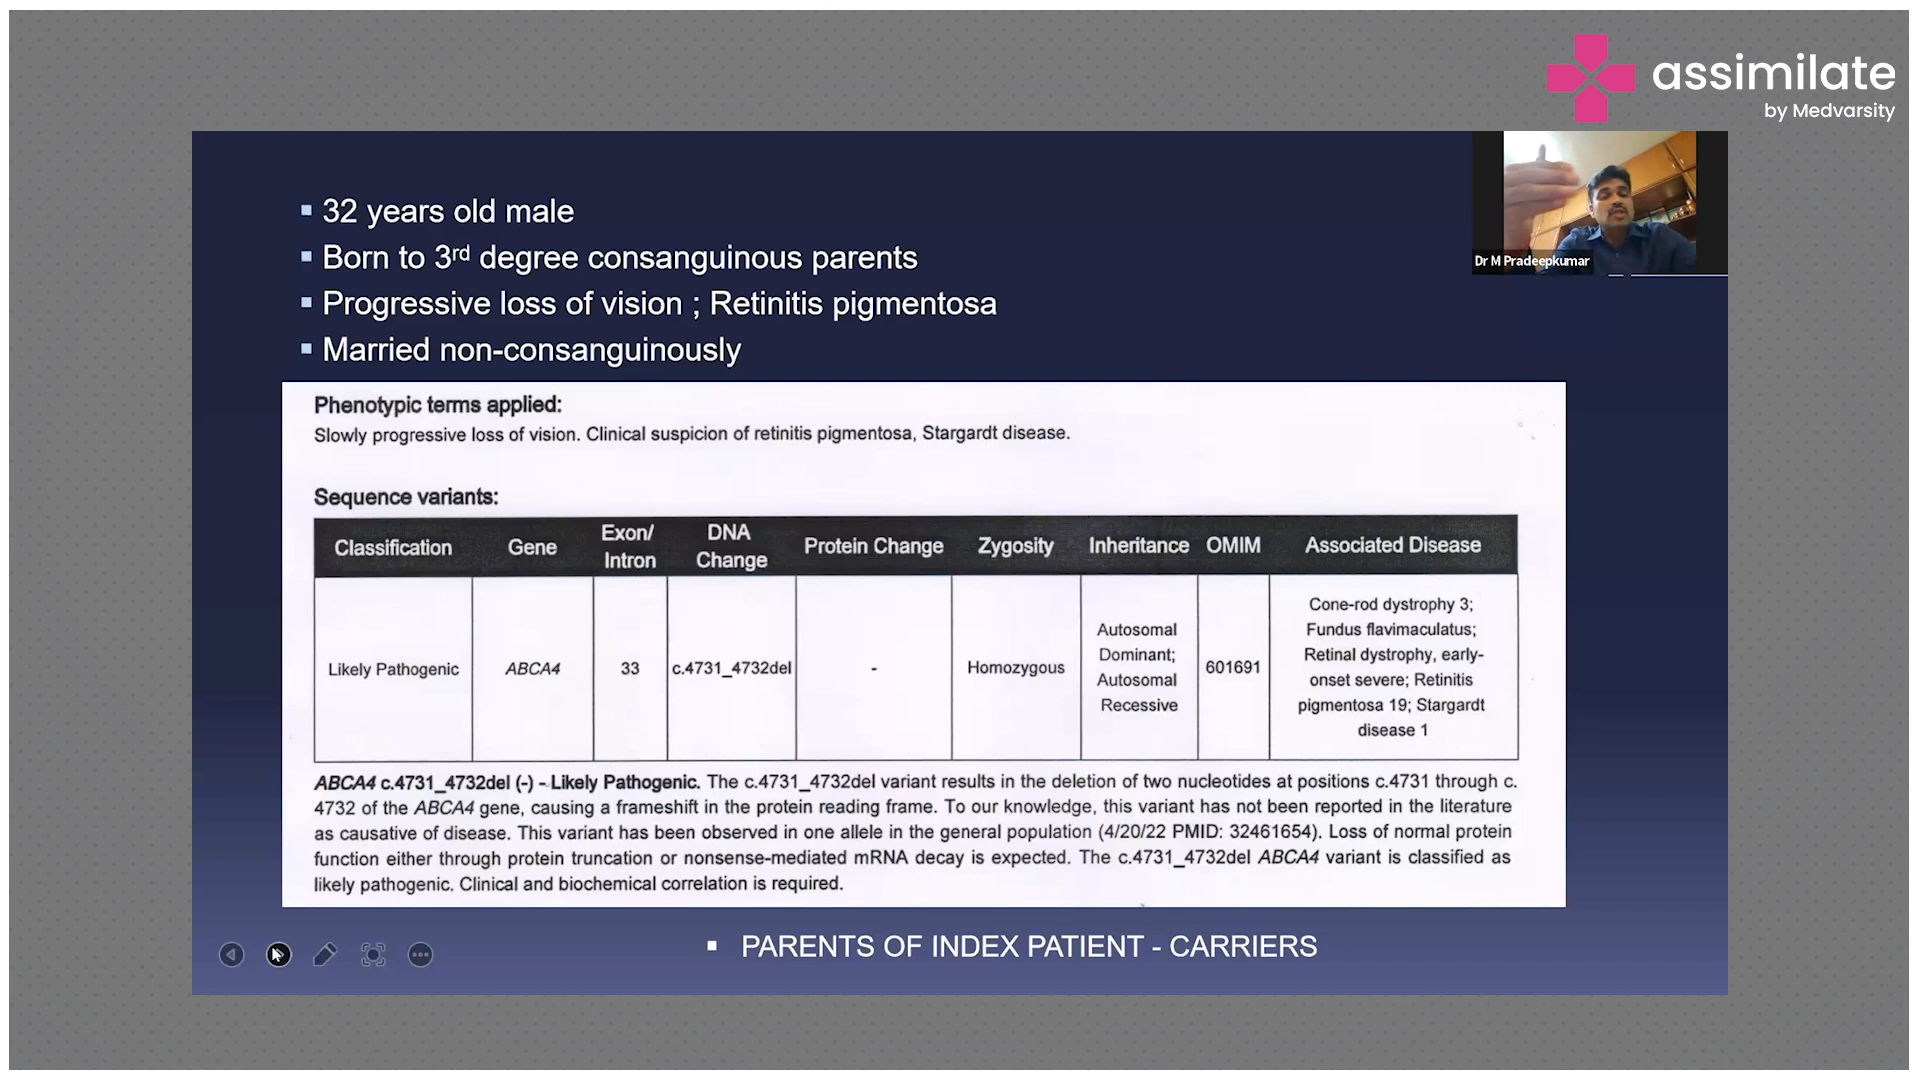 assimilate
by Medvarsity
Dr M Pradeepkumar
▪ 32 years old male
▪ Born to 3rd degree consanguinous parents
▪ Progressive loss of vision ; Retinitis pigmentosa
▪ Married non-consanguinously
Phenotypic terms applied:
Slowly progressive loss of vision. Clinical suspicion of retinitis pigmentosa, Stargardt disease.
Sequence variants:
Classification Gene Exon/ Intron DNA Change Protein Change Zygosity Inheritance OMIM Associated Disease
Likely Pathogenic ABCA4 33 c.4731_4732del - Homozygous Autosomal Dominant; Autosomal Recessive 601691 Cone-rod dystrophy 3; Fundus flavimaculatus; Retinal dystrophy, early-onset severe; Retinitis pigmentosa 19; Stargardt disease 1
ABCA4 c.4731_4732del (-) - Likely Pathogenic. The c.4731_4732del variant results in the deletion of two nucleotides at positions c.4731 through c.
4732 of the ABCA4 gene, causing a frameshift in the protein reading frame. To our knowledge, this variant has not been reported in the literature
as causative of disease. This variant has been observed in one allele in the general population (4/20/22 PMID: 32461654). Loss of normal protein
function either through protein truncation or nonsense-mediated mRNA decay is expected. The c.4731_4732del ABCA4 variant is classified as
likely pathogenic. Clinical and biochemical correlation is required.
▪ PARENTS OF INDEX PATIENT - CARRIERS